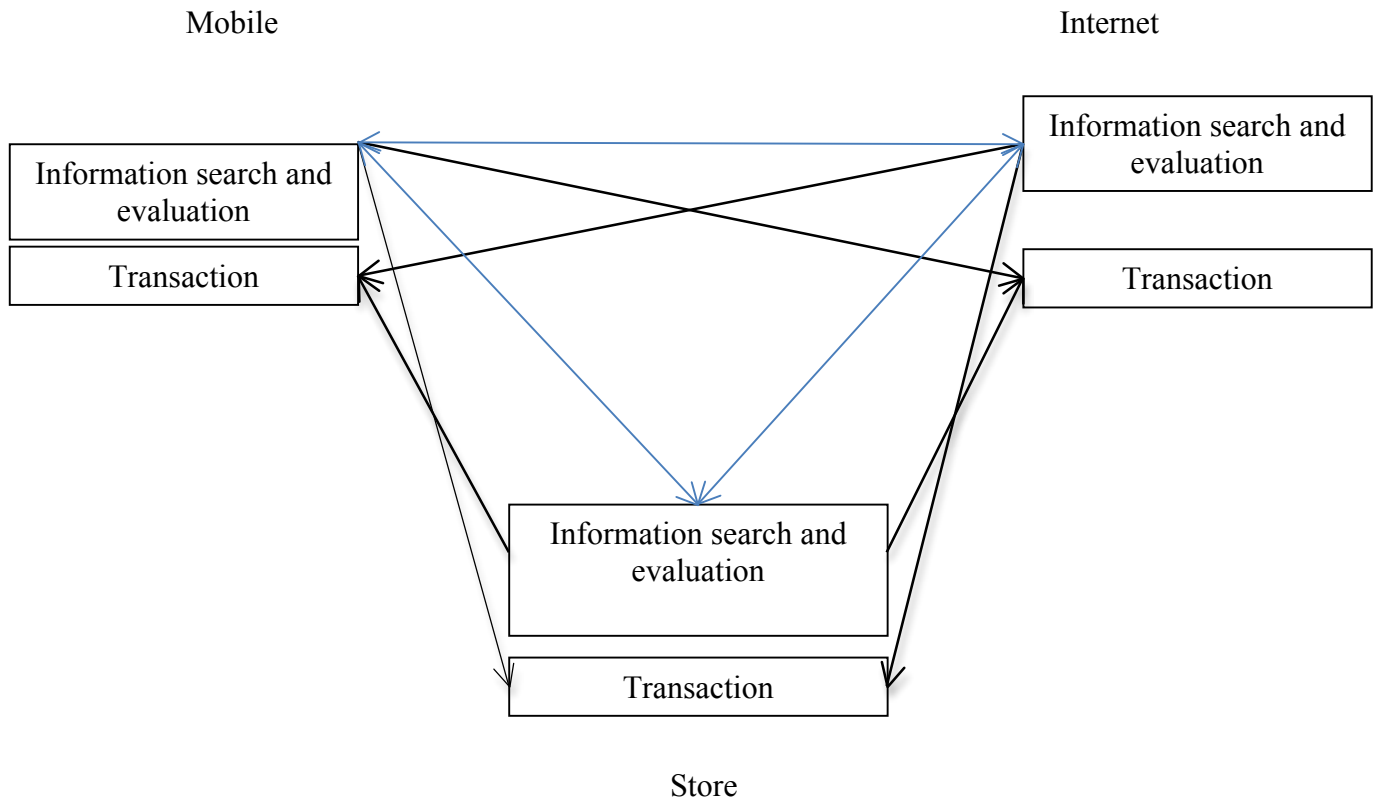 Mobile
Internet
Information search and
evaluation
Transaction
Information search and
evaluation
Transaction
Information search and
evaluation
Transaction
Store